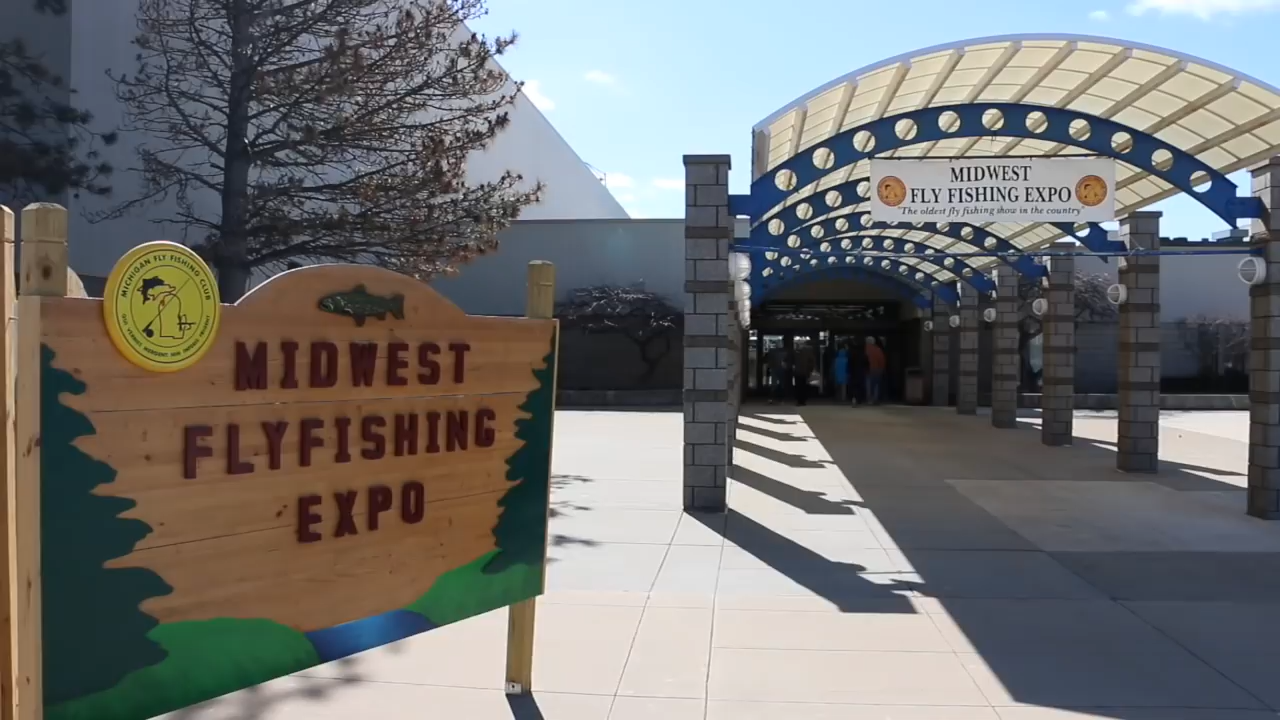 MICHIGAN FLY FISHING CLUB
MIDWEST
FLYFISHING
EXPO
MIDWEST
FLY FISHING EXPO
"The oldest fly fishing show in the country"